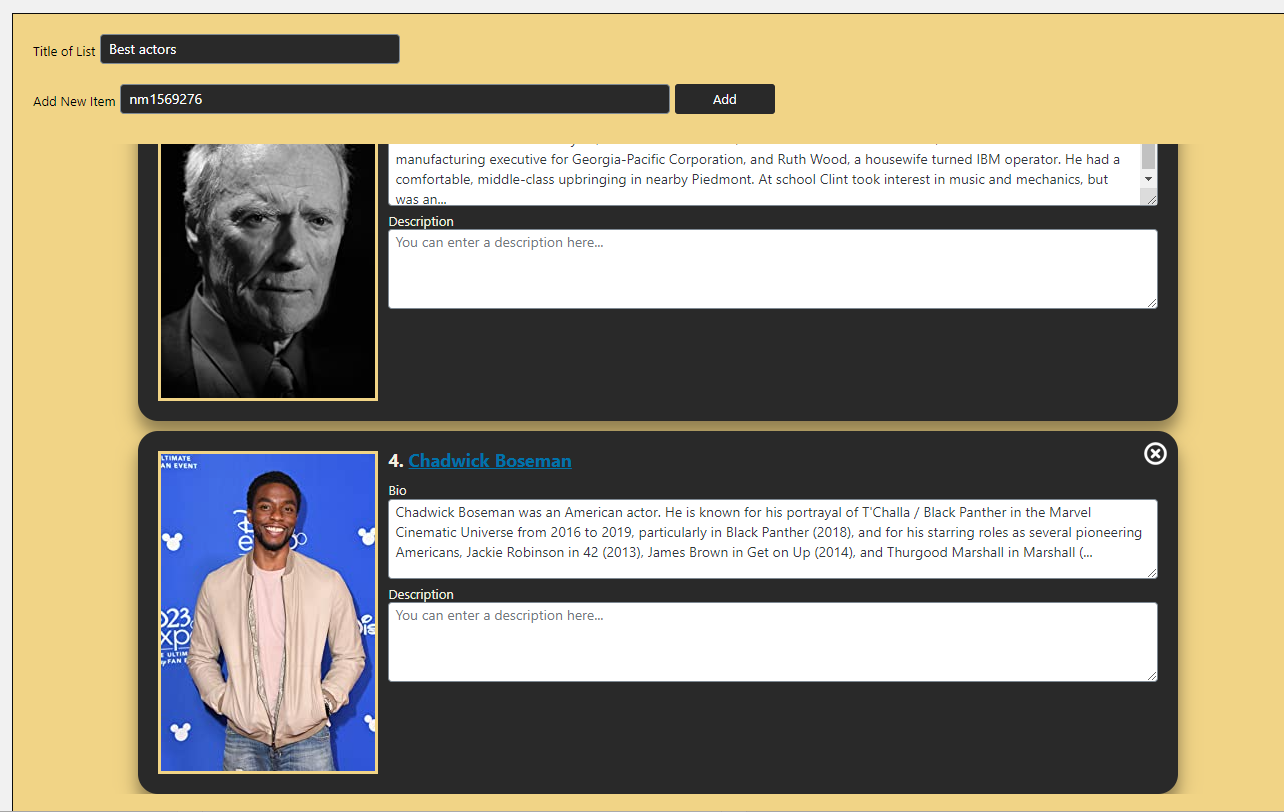 Title of List Best actors
Add New Item nm1569276 Add
manufacturing executive for Georgia-Pacific Corporation, and Ruth Wood, a housewife turned IBM operator. He had a
comfortable, middle-class upbringing in nearby Piedmont. At school Clint took interest in music and mechanics, but
was an...
Description
You can enter a description here...
4. Chadwick Boseman
Bio
Chadwick Boseman was an American actor. He is known for his portrayal of T'Challa / Black Panther in the Marvel
Cinematic Universe from 2016 to 2019, particularly in Black Panther (2018), and for his starring roles as several pioneering
Americans, Jackie Robinson in 42 (2013), James Brown in Get on Up (2014), and Thurgood Marshall in Marshall (...
Description
You can enter a description here...
LTIMATE
AN EVENT